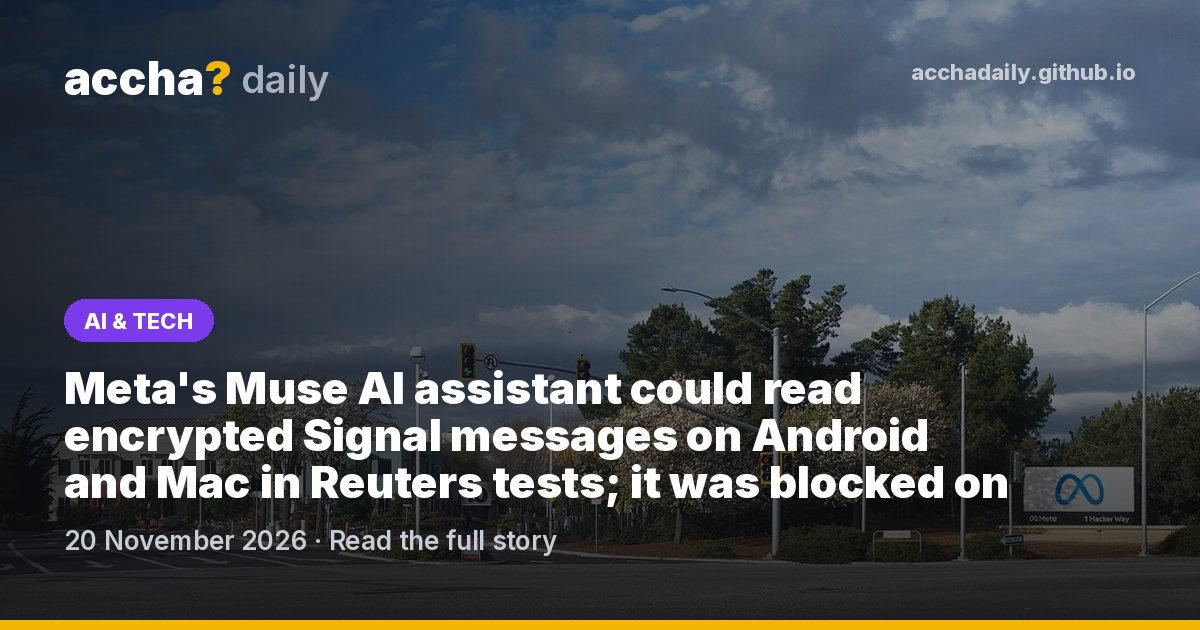 accha? daily
acchadaily.github.io
AI & TECH
Meta's Muse AI assistant could read
encrypted Signal messages on Android
and Mac in Reuters tests; it was blocked on
20 November 2026 · Read the full story
Meta
1 Hacker Way